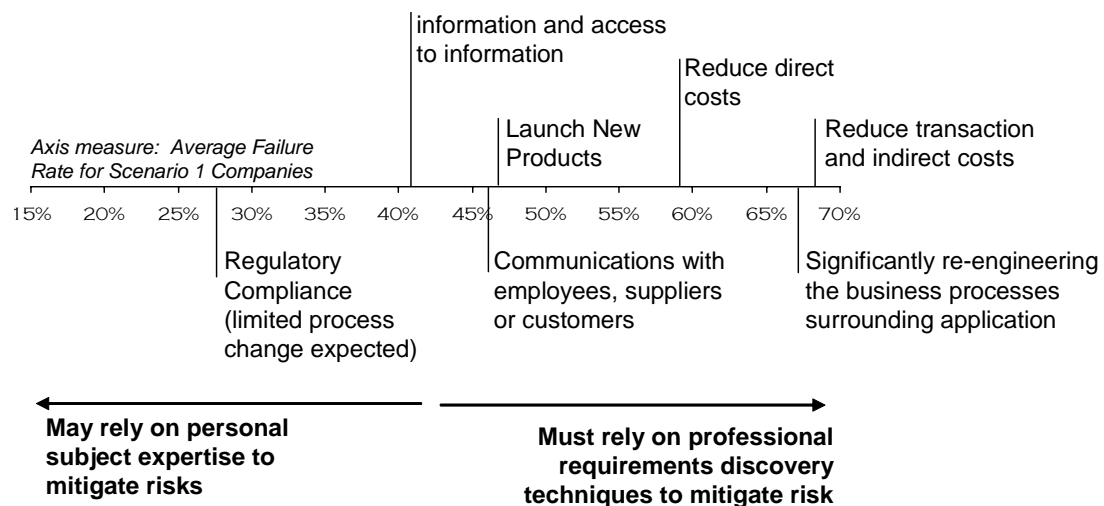 information and access
to information
Reduce direct
costs
Launch New
Products
Reduce transaction
and indirect costs
Axis measure:  Average Failure
Rate for Scenario 1 Companies
15% 20% 25% 30% 35% 40% 45% 50% 55% 60% 65% 70%
Regulatory
Compliance
(limited process
change expected)
Communications with
employees, suppliers
or customers
Significantly re-engineering
the business processes
surrounding application
May rely on personal
subject expertise to
mitigate risks
Must rely on professional
requirements discovery
techniques to mitigate risk